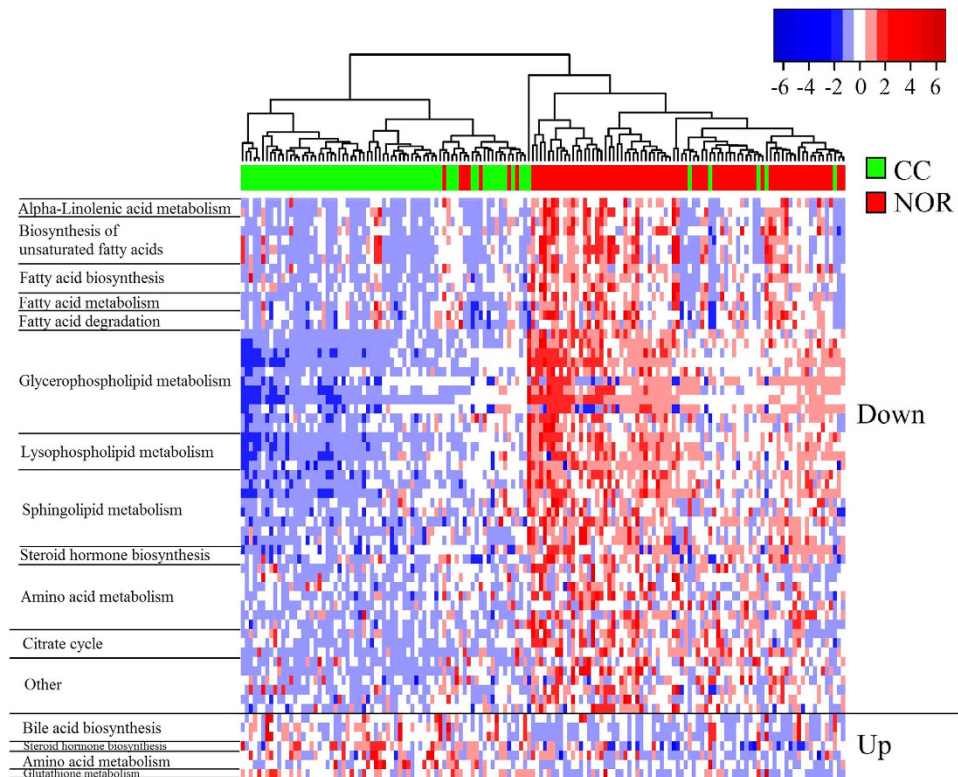 -6 -4 -2 0 2 4 6
CC
NOR
Alpha-Linolenic acid metabolism
Biosynthesis of
unsaturated fatty acids
Fatty acid biosynthesis
Fatty acid metabolism
Fatty acid degradation
Glycerophospholipid metabolism
Down
Lysophospholipid metabolism
Sphingolipid metabolism
Steroid hormone biosynthesis
Amino acid metabolism
Citrate cycle
Other
Bile acid biosynthesis
Up
Steroid hormone biosynthesis
Amino acid metabolism
Glutathione metabolism